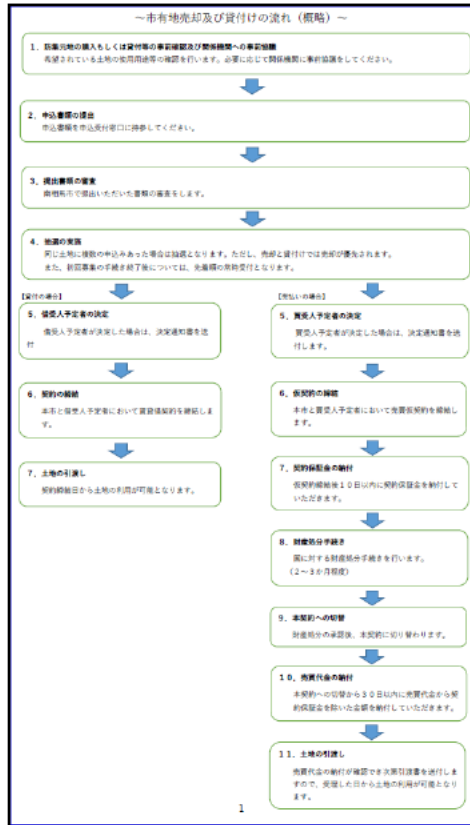 ～市有地売却及び貸付けの流れ（概略）～
1．防集元地の購入もしくは貸付等の事前確認及び関係機関への事前協議
希望されている土地の使用用途等の確認を行います。必要に応じて関係機関に事前協議をしてください。
2．申込書類の提出
申込書類を申込受付窓口に持参してください。
3．提出書類の審査
南相馬市で提出いただいた書類の審査をします。
4．抽選の実施
同じ土地に複数の申込みあった場合は抽選となります。ただし、売却と貸付けでは売却が優先されます。
また、初回募集の手続き終了後については、先着順の随時受付となります。
【貸付の場合】
5．借受人予定者の決定
借受人予定者が決定した場合は、決定通知書を送
付
6．契約の締結
本市と借受人予定者において賃貸借契約を締結しま
す。
7．土地の引渡し
契約締結日から土地の利用が可能となります。
【売払いの場合】
5．買受人予定者の決定
買受人予定者が決定した場合は、決定通知書を送
付します。
6．仮契約の締結
本市と買受人予定者において売買仮契約を締結し
ます。
7．契約保証金の納付
仮契約締結後10日以内に契約保証金を納付して
いただきます。
8．財産処分手続き
国に対する財産処分手続きを行います。
（2～3か月程度）
9．本契約への切替
財産処分の承認後、本契約に切り替わります。
10．売買代金の納付
本契約への切替から30日以内に売買代金から契
約保証金を除いた金額を納付していただきます。
11．土地の引渡し
売買代金の納付が確認でき次第引渡書を送付しま
すので、受理した日から土地の利用が可能となりま
す。
1